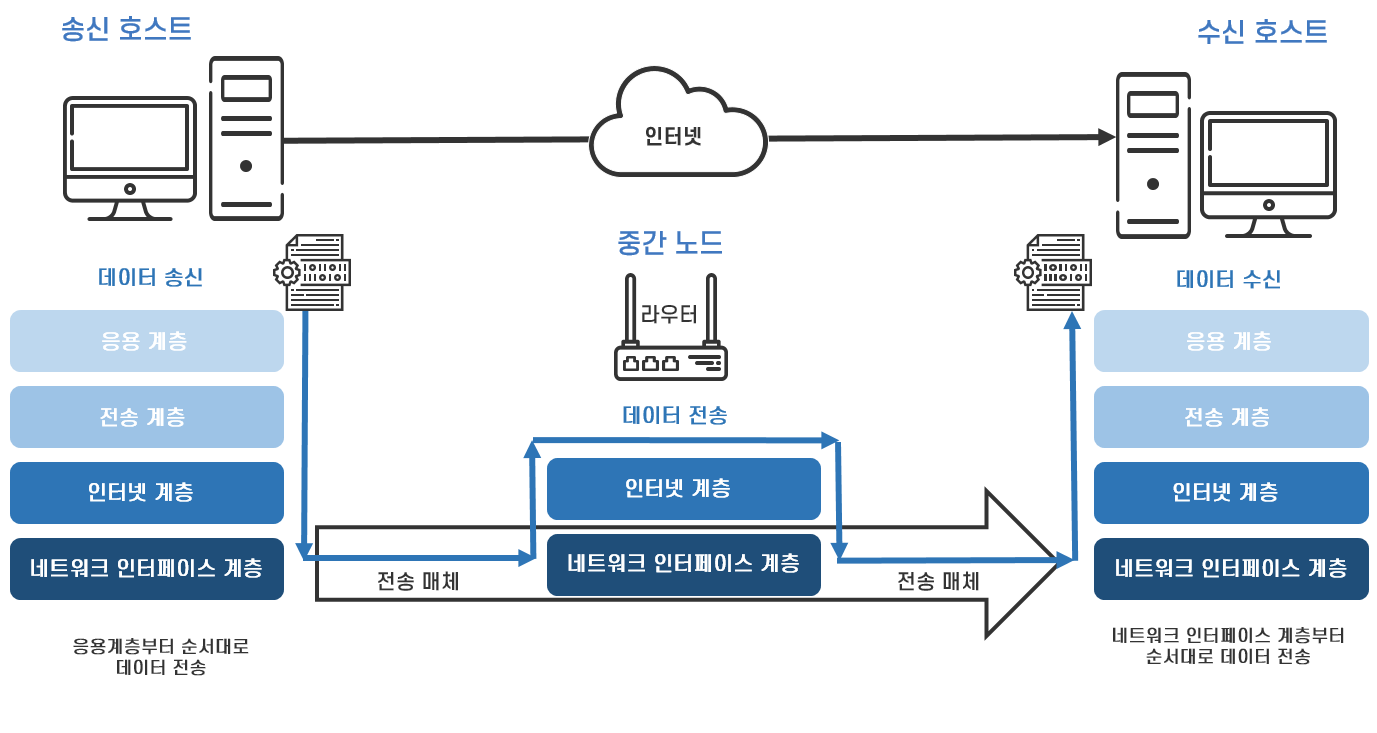 송신 호스트
수신 호스트
인터넷
중간 노드
라우터
데이터 송신
데이터 수신
데이터 전송
응용 계층
전송 계층
인터넷 계층
네트워크 인터페이스 계층
인터넷 계층
네트워크 인터페이스 계층
응용 계층
전송 계층
인터넷 계층
네트워크 인터페이스 계층
전송 매체
전송 매체
응용계층부터 순서대로
데이터 전송
네트워크 인터페이스 계층부터
순서대로 데이터 전송